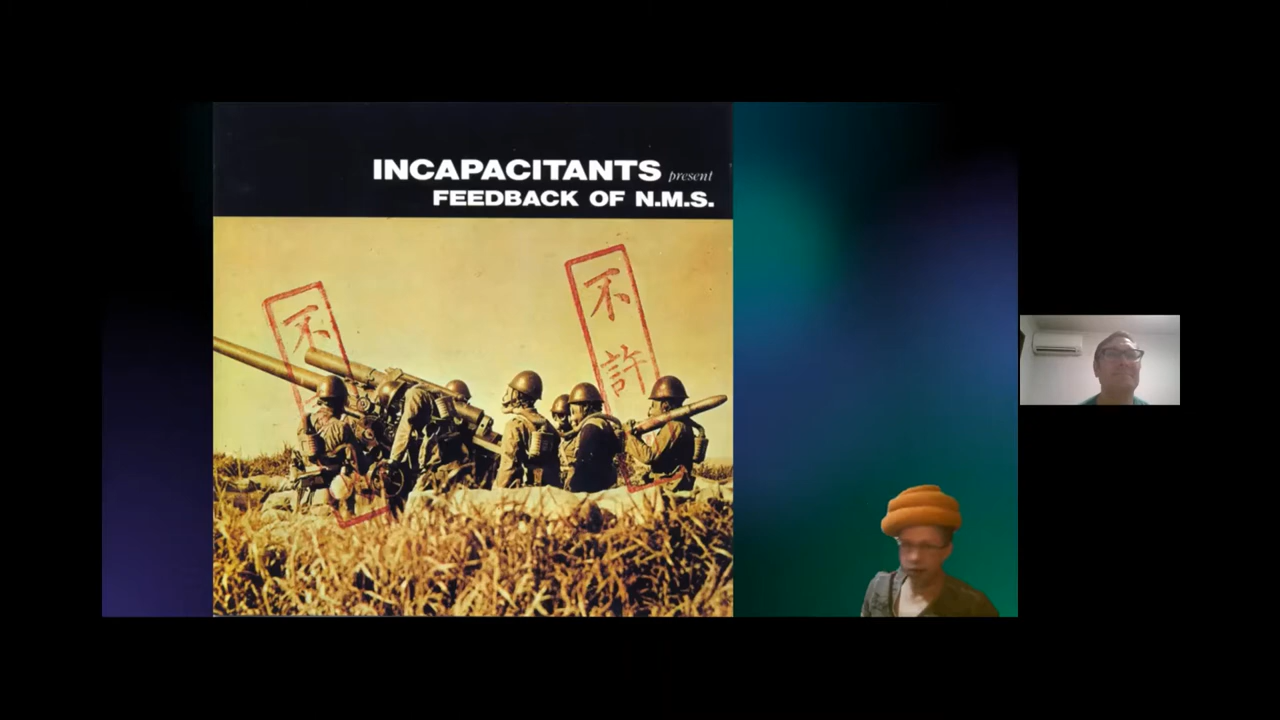 INCAPACITANTS present
FEEDBACK OF N.M.S.
不
不許